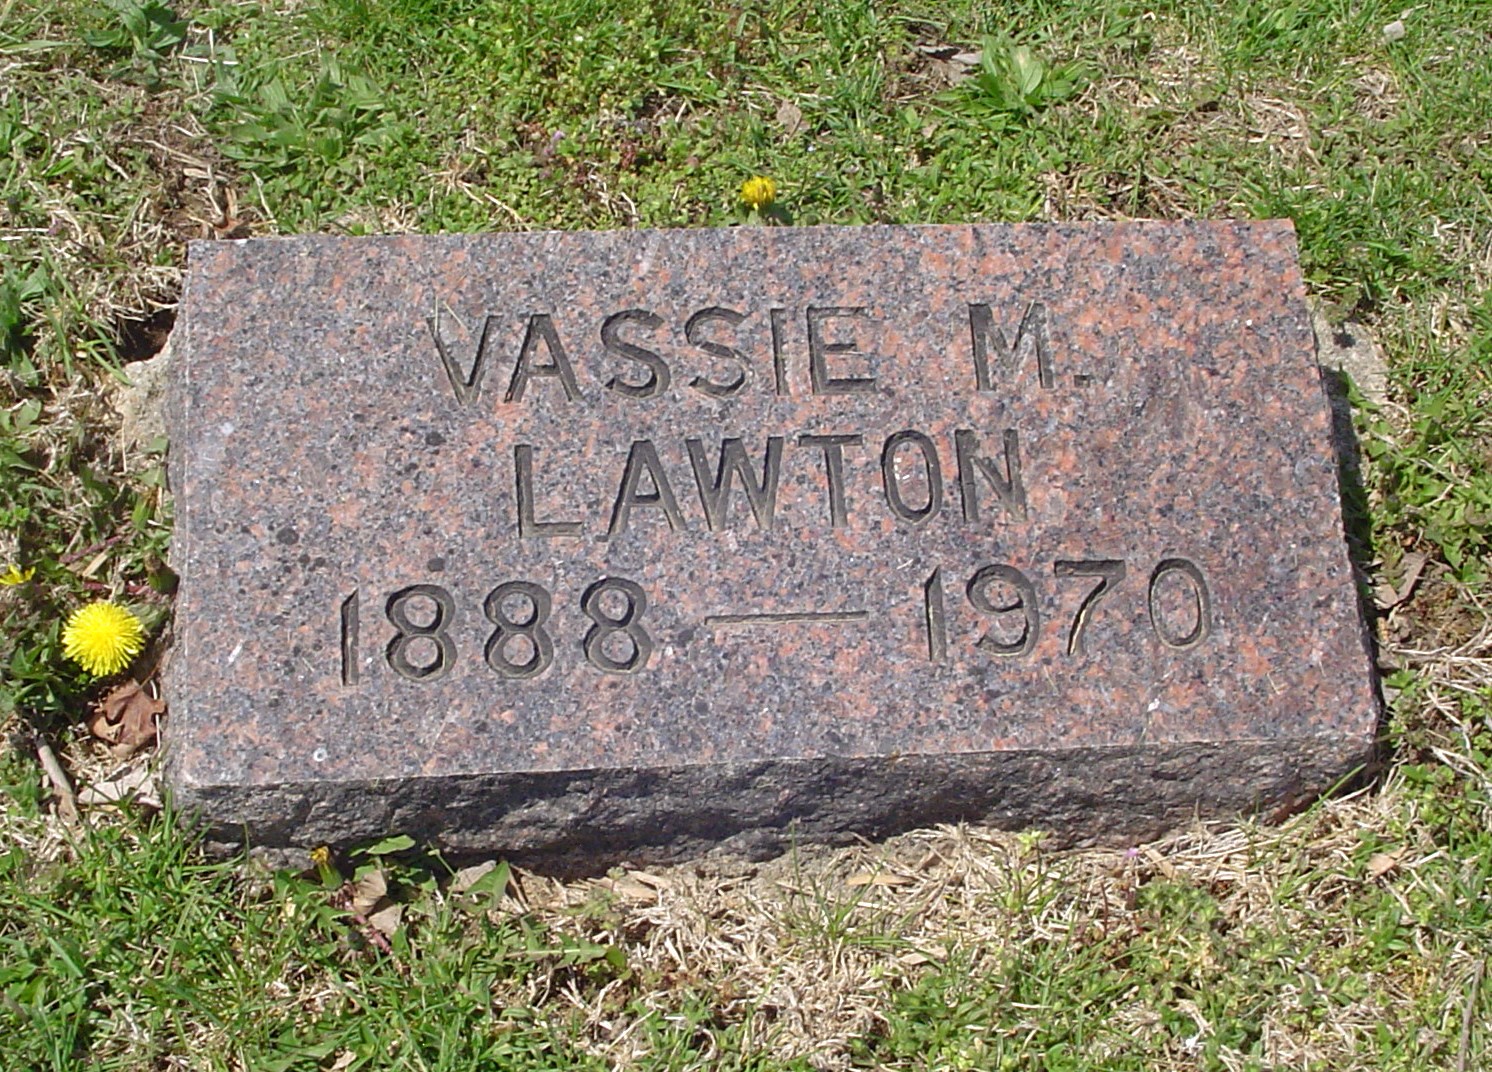 VASSIE M.
LAWTON
1888 — 1970